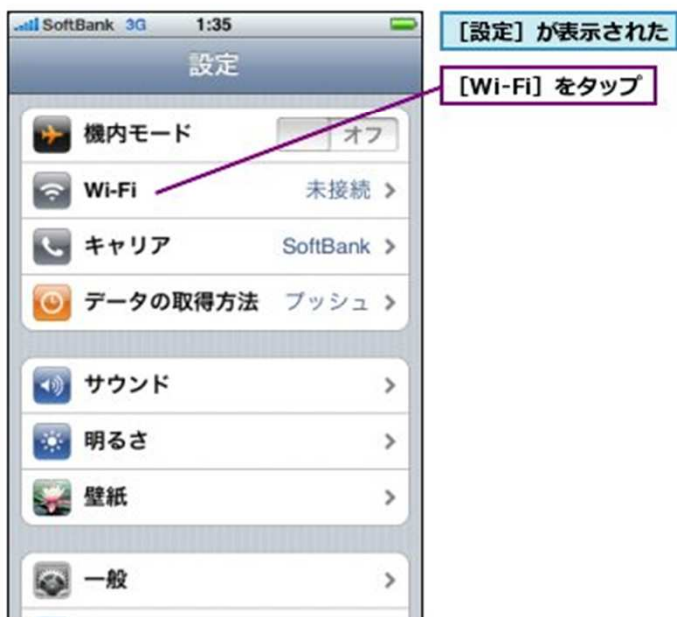 SoftBank 3G 1:35
設定
[設定]が表示された
[Wi-Fi]をタップ
機内モード オフ
Wi-Fi 未接続
キャリア SoftBank
データの取得方法 プッシュ
サウンド
明るさ
壁紙
一般